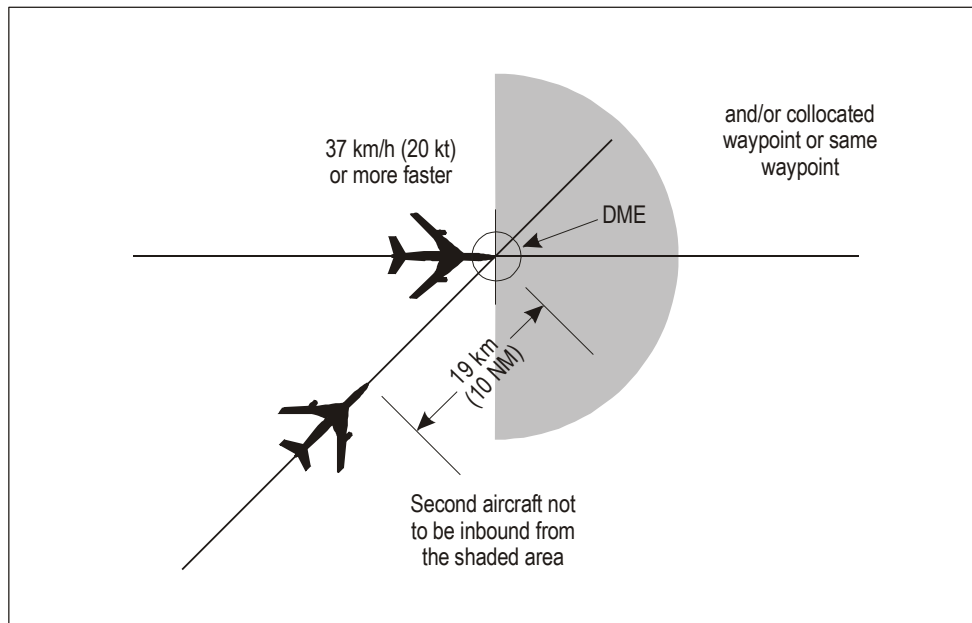 37 km/h (20 kt)
or more faster
and/or collocated
waypoint or same
waypoint
DME
19 km
(10 NM)
Second aircraft not
to be inbound from
the shaded area